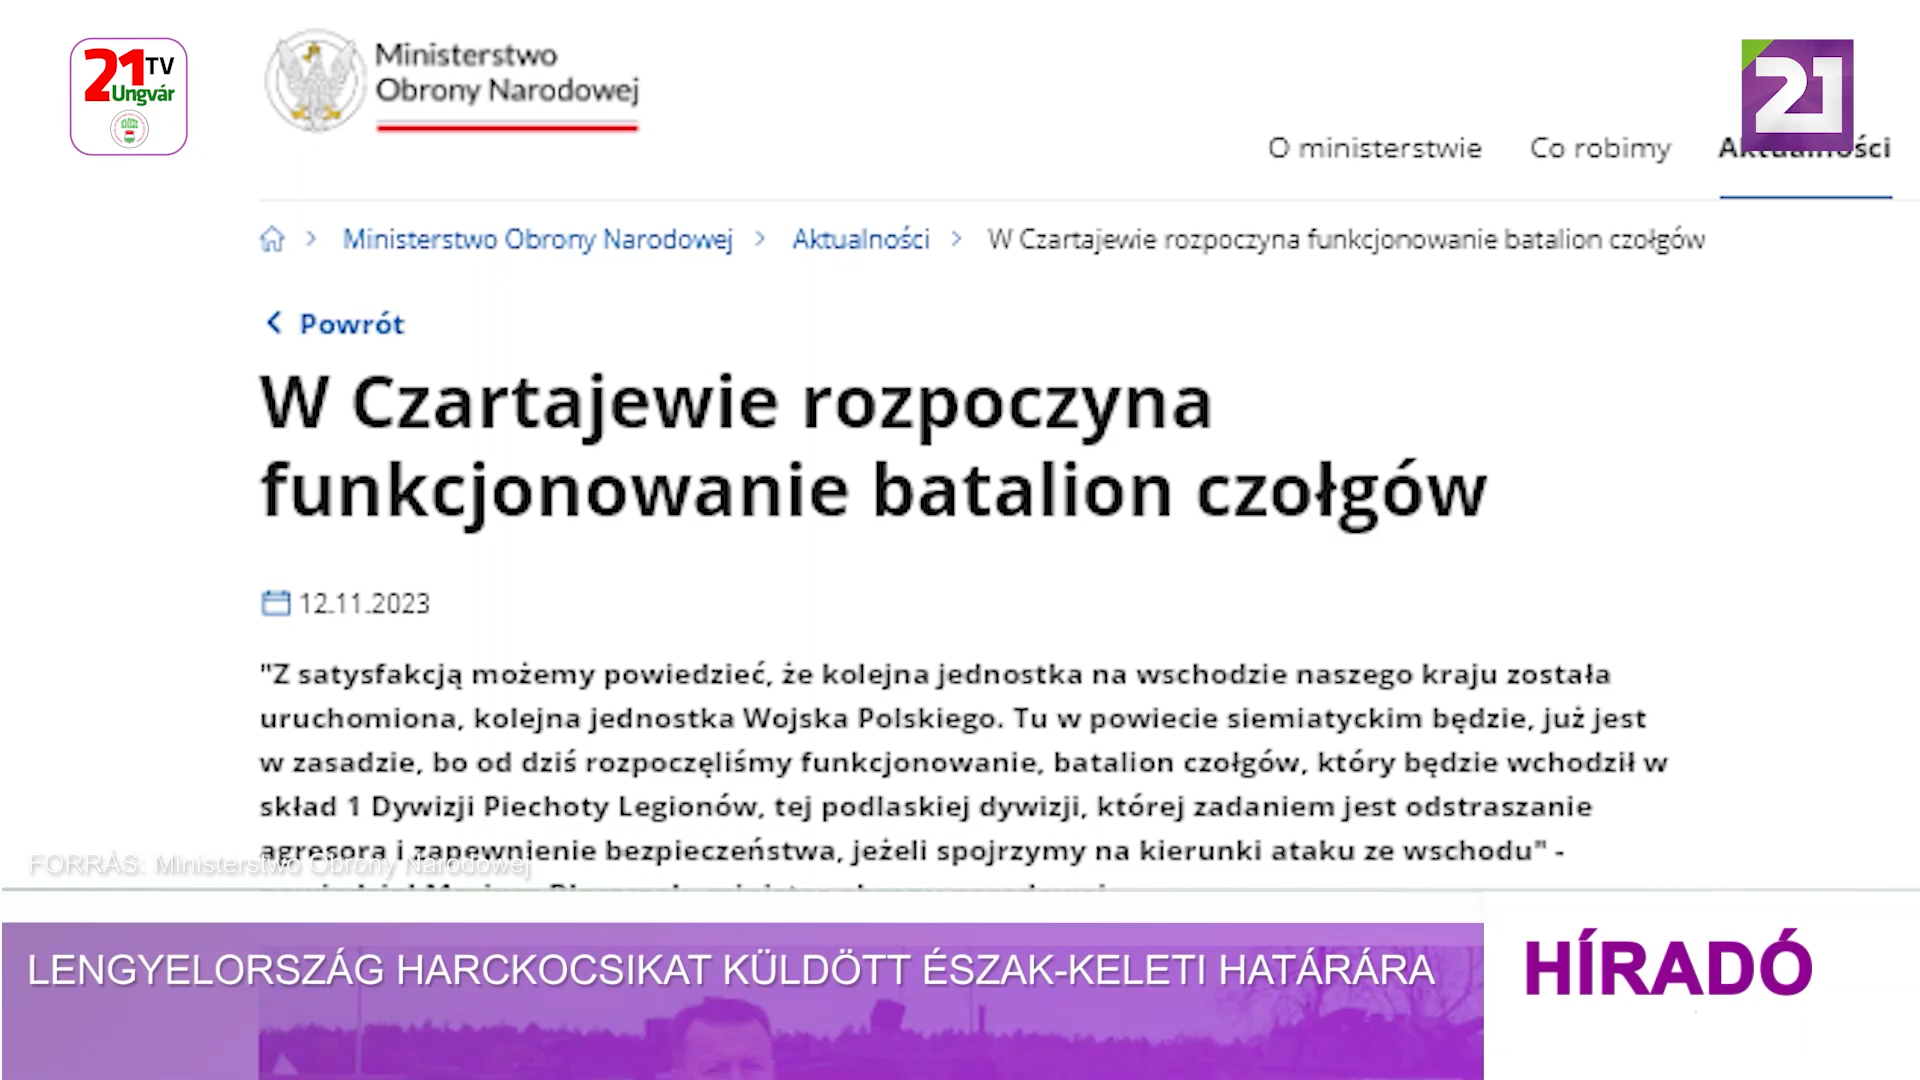 21 TV
Ungvár
Ministerstwo
Obrony Narodowej
21
O ministerstwie Co robimy
Ministerstwo Obrony Narodowej > Aktualności > W Czartajewie rozpoczyna funkcjonowanie batalion czołgów
Powrót
W Czartajewie rozpoczyna
funkcjonowanie batalion czołgów
12.11.2023
"Z satysfakcją możemy powiedzieć, że kolejna jednostka na wschodzie naszego kraju została
uruchomiona, kolejna jednostka Wojska Polskiego. Tu w powiecie siemiatyckim będzie, już jest
w zasadzie, bo od dziś rozpoczęliśmy funkcjonowanie, batalion czołgów, który będzie wchodził w
skład 1 Dywizji Piechoty Legionów, tej podlaskiej dywizji, której zadaniem jest odstraszanie
agresora i zapewnienie bezpieczeństwa, jeżeli spojrzymy na kierunki ataku ze wschodu" -
FORRÁS: Ministerstwo Obrony Narodowej
LENGYELORSZÁG HARCKOCSIKAT KÜLDÖTT ÉSZAK-KELETI HATÁRÁRA
HÍRADÓ